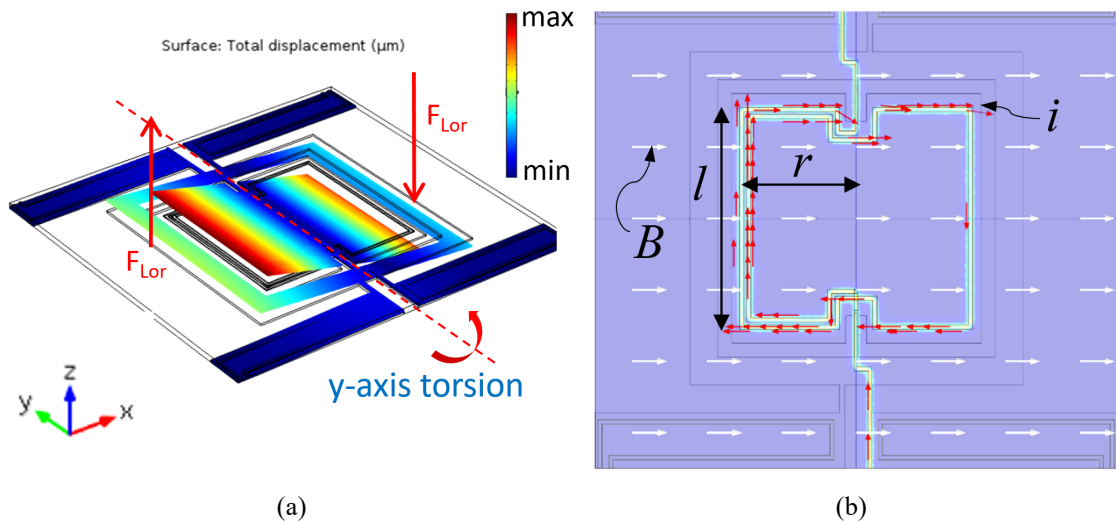 Surface: Total displacement (µm)
max
min
F_Lor
F_Lor
y-axis torsion
z
y
x
(a)
i
l
r
B
(b)